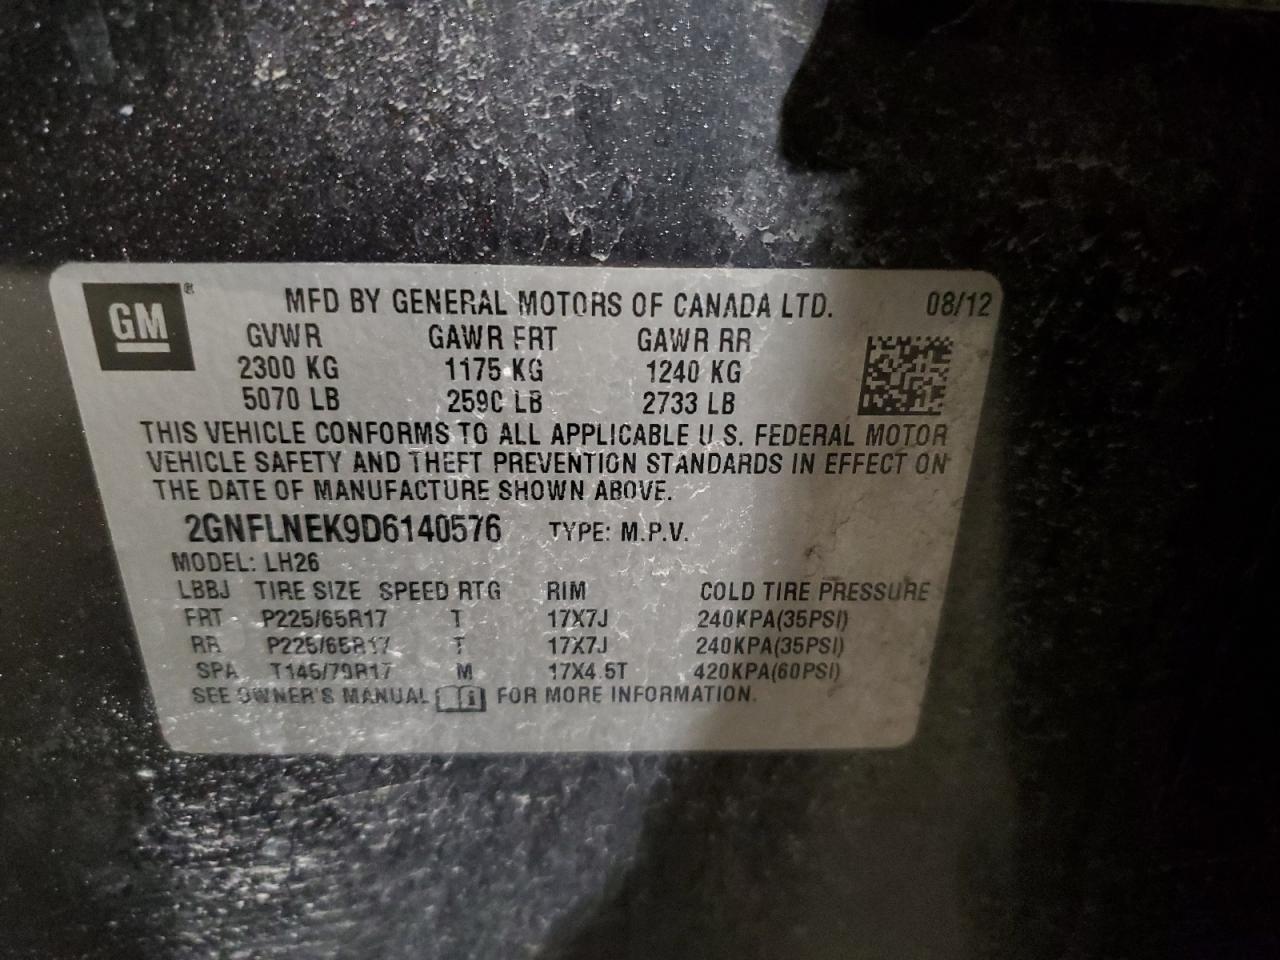 GM®
MFD BY GENERAL MOTORS OF CANADA LTD. 08/12
GVWR GAWR FRT GAWR RR
2300 KG 1175 KG 1240 KG
5070 LB 2590 LB 2733 LB
THIS VEHICLE CONFORMS TO ALL APPLICABLE U.S. FEDERAL MOTOR
VEHICLE SAFETY AND THEFT PREVENTION STANDARDS IN EFFECT ON
THE DATE OF MANUFACTURE SHOWN ABOVE.
2GNFLNEK9D6140576 TYPE: M.P.V.
MODEL: LH26
LBBJ TIRE SIZE SPEED RTG RIM COLD TIRE PRESSURE
FRT P225/65R17 T 17X7J 240KPA(35PSI)
RR P225/65R17 T 17X7J 240KPA(35PSI)
SPA T145/70R17 M 17X4.5T 420KPA(60PSI)
SEE OWNER'S MANUAL FOR MORE INFORMATION.